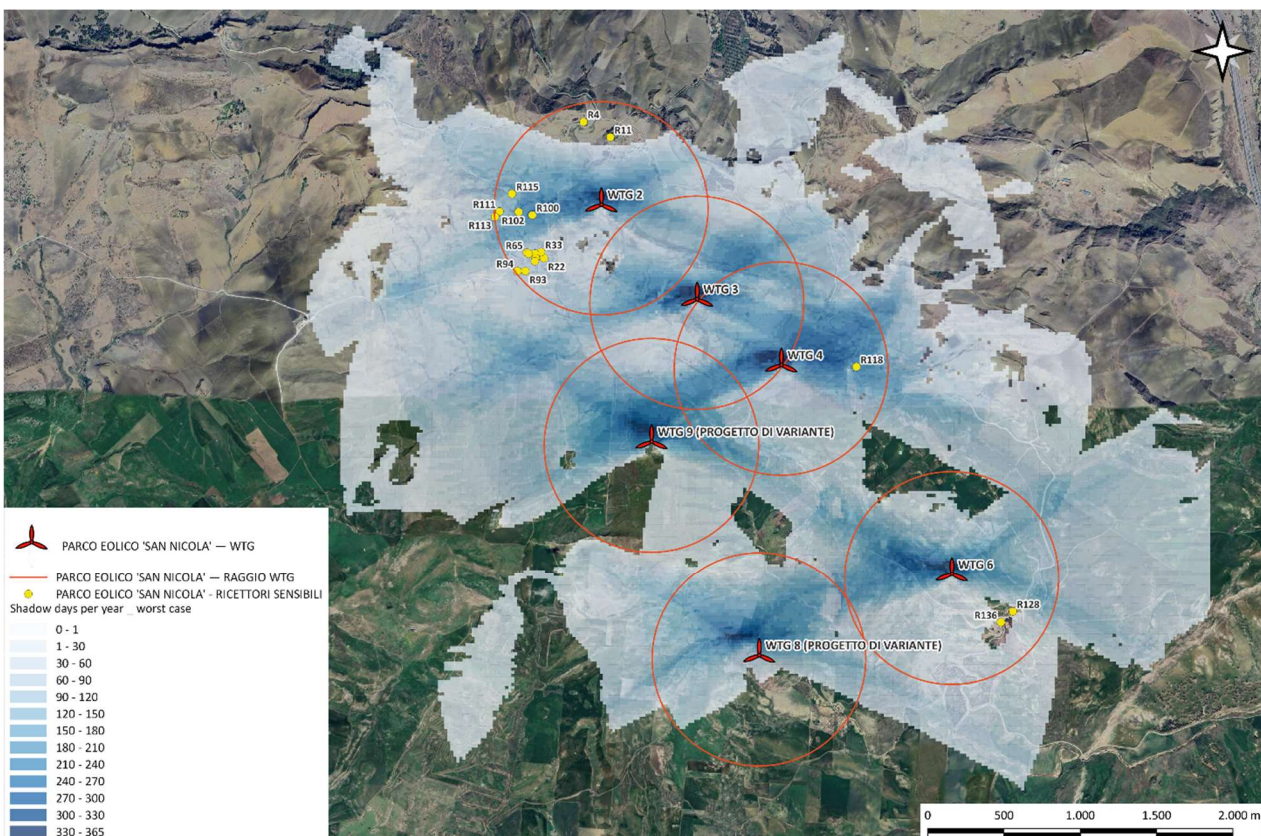 R4
R11
WTG 2
R115
R111
R100
R113
R102
R65
R33
R22
R94
R93
WTG 3
WTG 4
R118
WTG 9 (PROGETTO DI VARIANTE)
WTG 6
R128
R136
WTG 8 (PROGETTO DI VARIANTE)
PARCO EOLICO 'SAN NICOLA' — WTG
PARCO EOLICO 'SAN NICOLA' — RAGGIO WTG
PARCO EOLICO 'SAN NICOLA' - RICETTORI SENSIBILI
Shadow days per year _ worst case
0 - 1
1 - 30
30 - 60
60 - 90
90 - 120
120 - 150
150 - 180
180 - 210
210 - 240
240 - 270
270 - 300
300 - 330
330 - 365
0 500 1.000 1.500 2.000 m